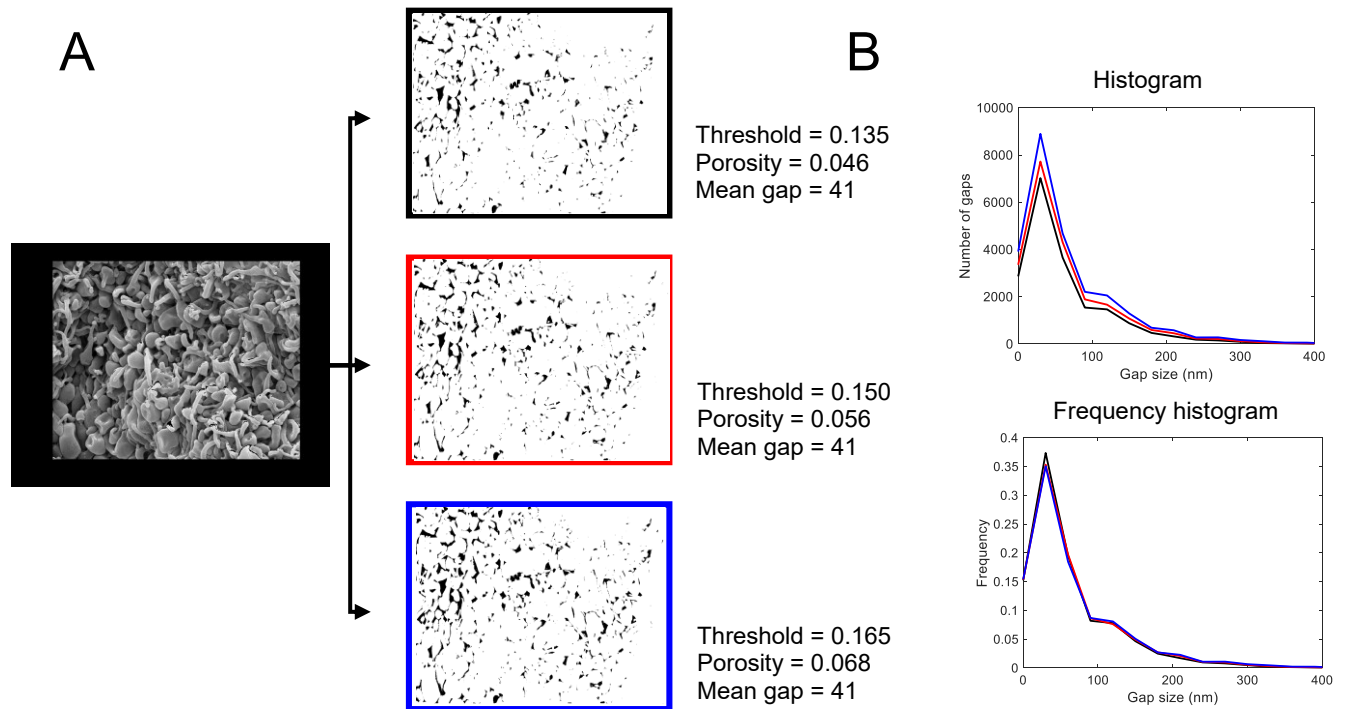 A
Threshold = 0.135
Porosity = 0.046
Mean gap = 41
Threshold = 0.150
Porosity = 0.056
Mean gap = 41
Threshold = 0.165
Porosity = 0.068
Mean gap = 41
B
Histogram
10000
8000
6000
4000
2000
0
Number of gaps
0 100 200 300 400
Gap size (nm)
Frequency histogram
0.4
0.35
0.3
0.25
0.2
0.15
0.1
0.05
0
Frequency
0 100 200 300 400
Gap size (nm)